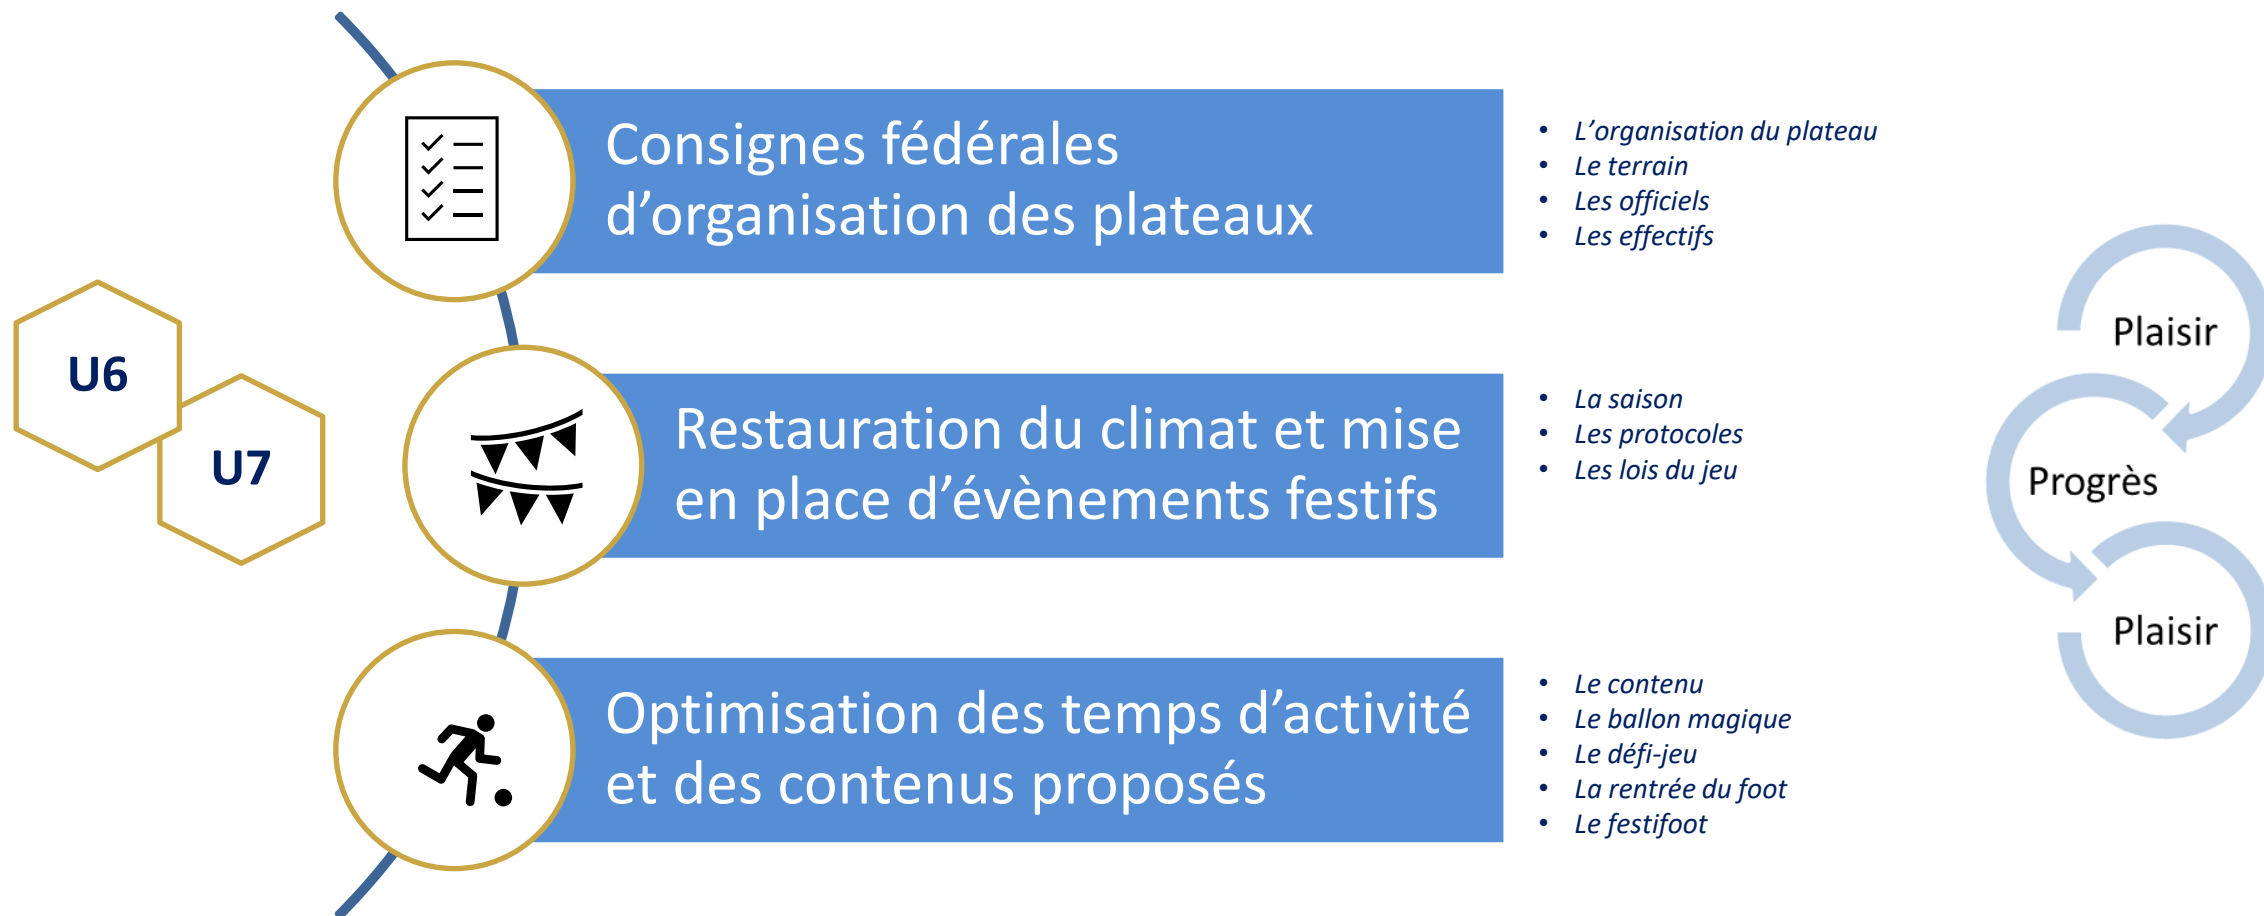 U6
U7
Consignes fédérales
d’organisation des plateaux
• L’organisation du plateau
• Le terrain
• Les officiels
• Les effectifs
Restauration du climat et mise
en place d’évènements festifs
• La saison
• Les protocoles
• Les lois du jeu
Optimisation des temps d’activité
et des contenus proposés
• Le contenu
• Le ballon magique
• Le défi-jeu
• La rentrée du foot
• Le festifoot
Plaisir
Progrès
Plaisir